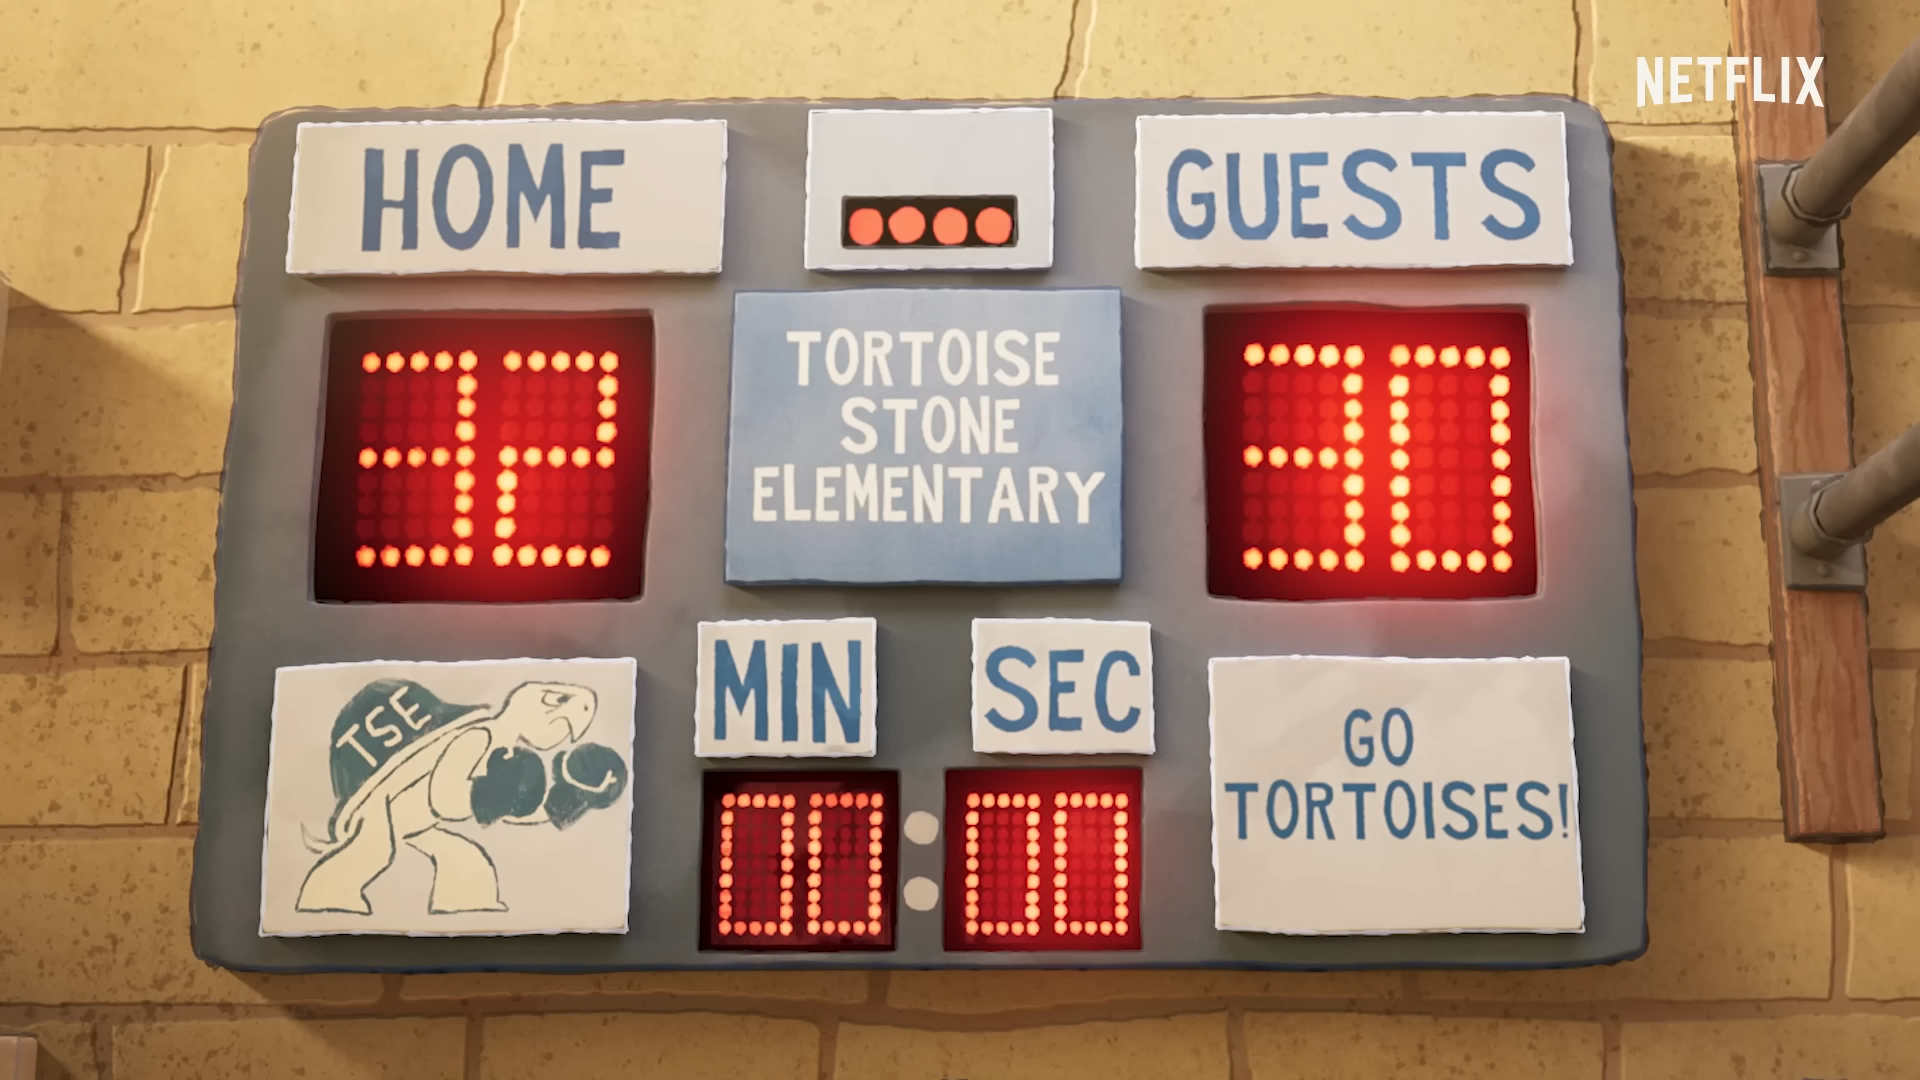 NETFLIX
HOME
GUESTS
32
TORTOISE
STONE
ELEMENTARY
30
MIN
SEC
TSE
00:00
GO
TORTOISES!